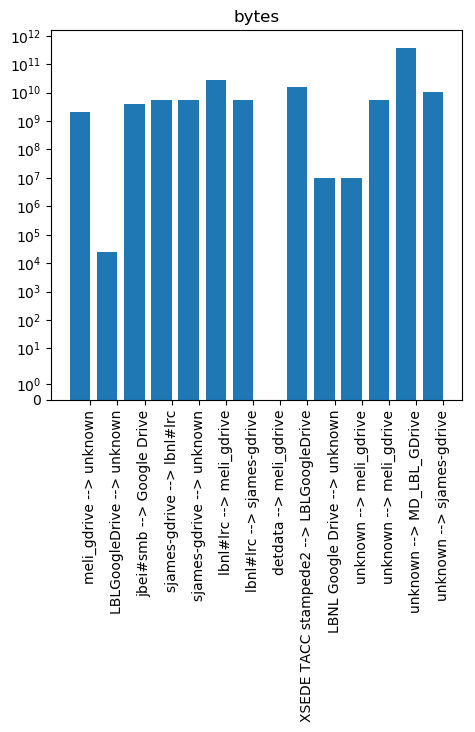 bytes
10¹²
10¹¹
10¹⁰
10⁹
10⁸
10⁷
10⁶
10⁵
10⁴
10³
10²
10¹
10⁰
0
meli_gdrive --> unknown
LBLGoogleDrive --> unknown
jbei#smb --> Google Drive
sjames-gdrive --> lbnl#lrc
sjames-gdrive --> unknown
lbnl#lrc --> meli_gdrive
lbnl#lrc --> sjames-gdrive
detdata --> meli_gdrive
XSEDE TACC stampede2 --> LBLGoogleDrive
LBNL Google Drive --> unknown
unknown --> meli_gdrive
unknown --> meli_gdrive
unknown --> MD_LBL_GDrive
unknown --> sjames-gdrive